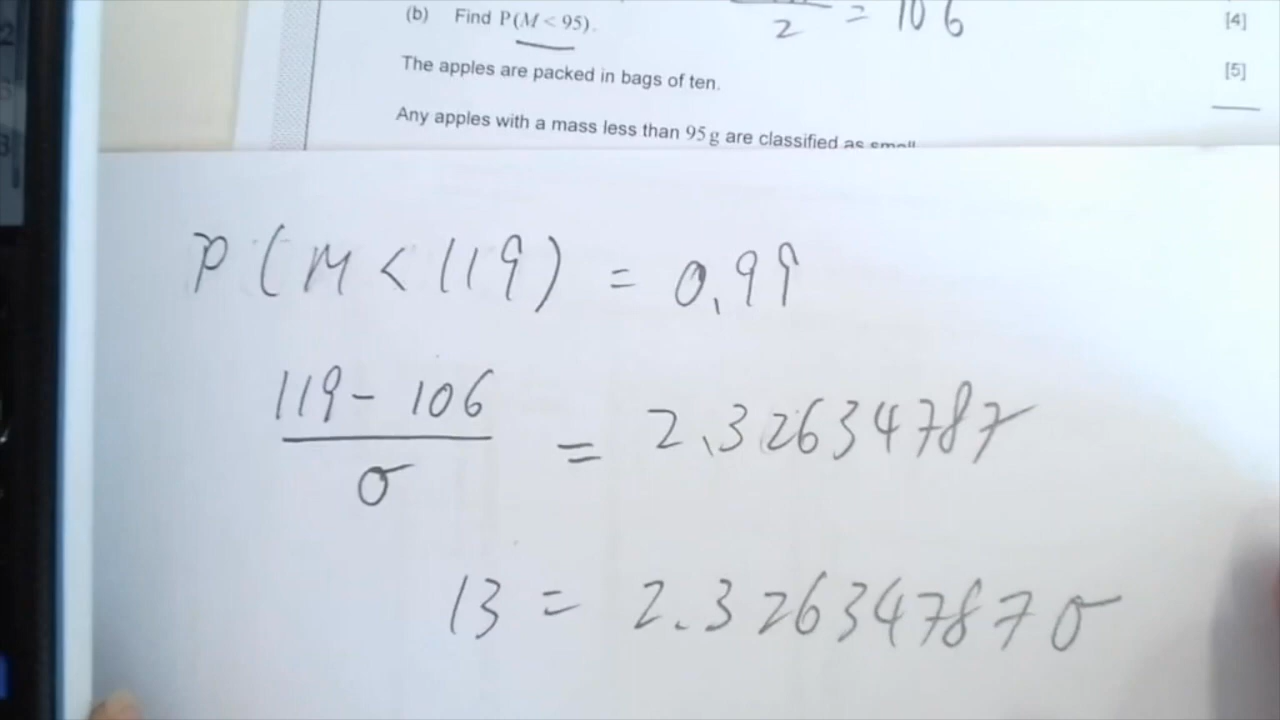 (b) Find P(M < 95). 2 = 106 [4]
The apples are packed in bags of ten. [5]
Any apples with a mass less than 95 g are classified as small
P(M < 119) = 0.99
119 - 106
σ = 2.32634787
13 = 2.32634787σ